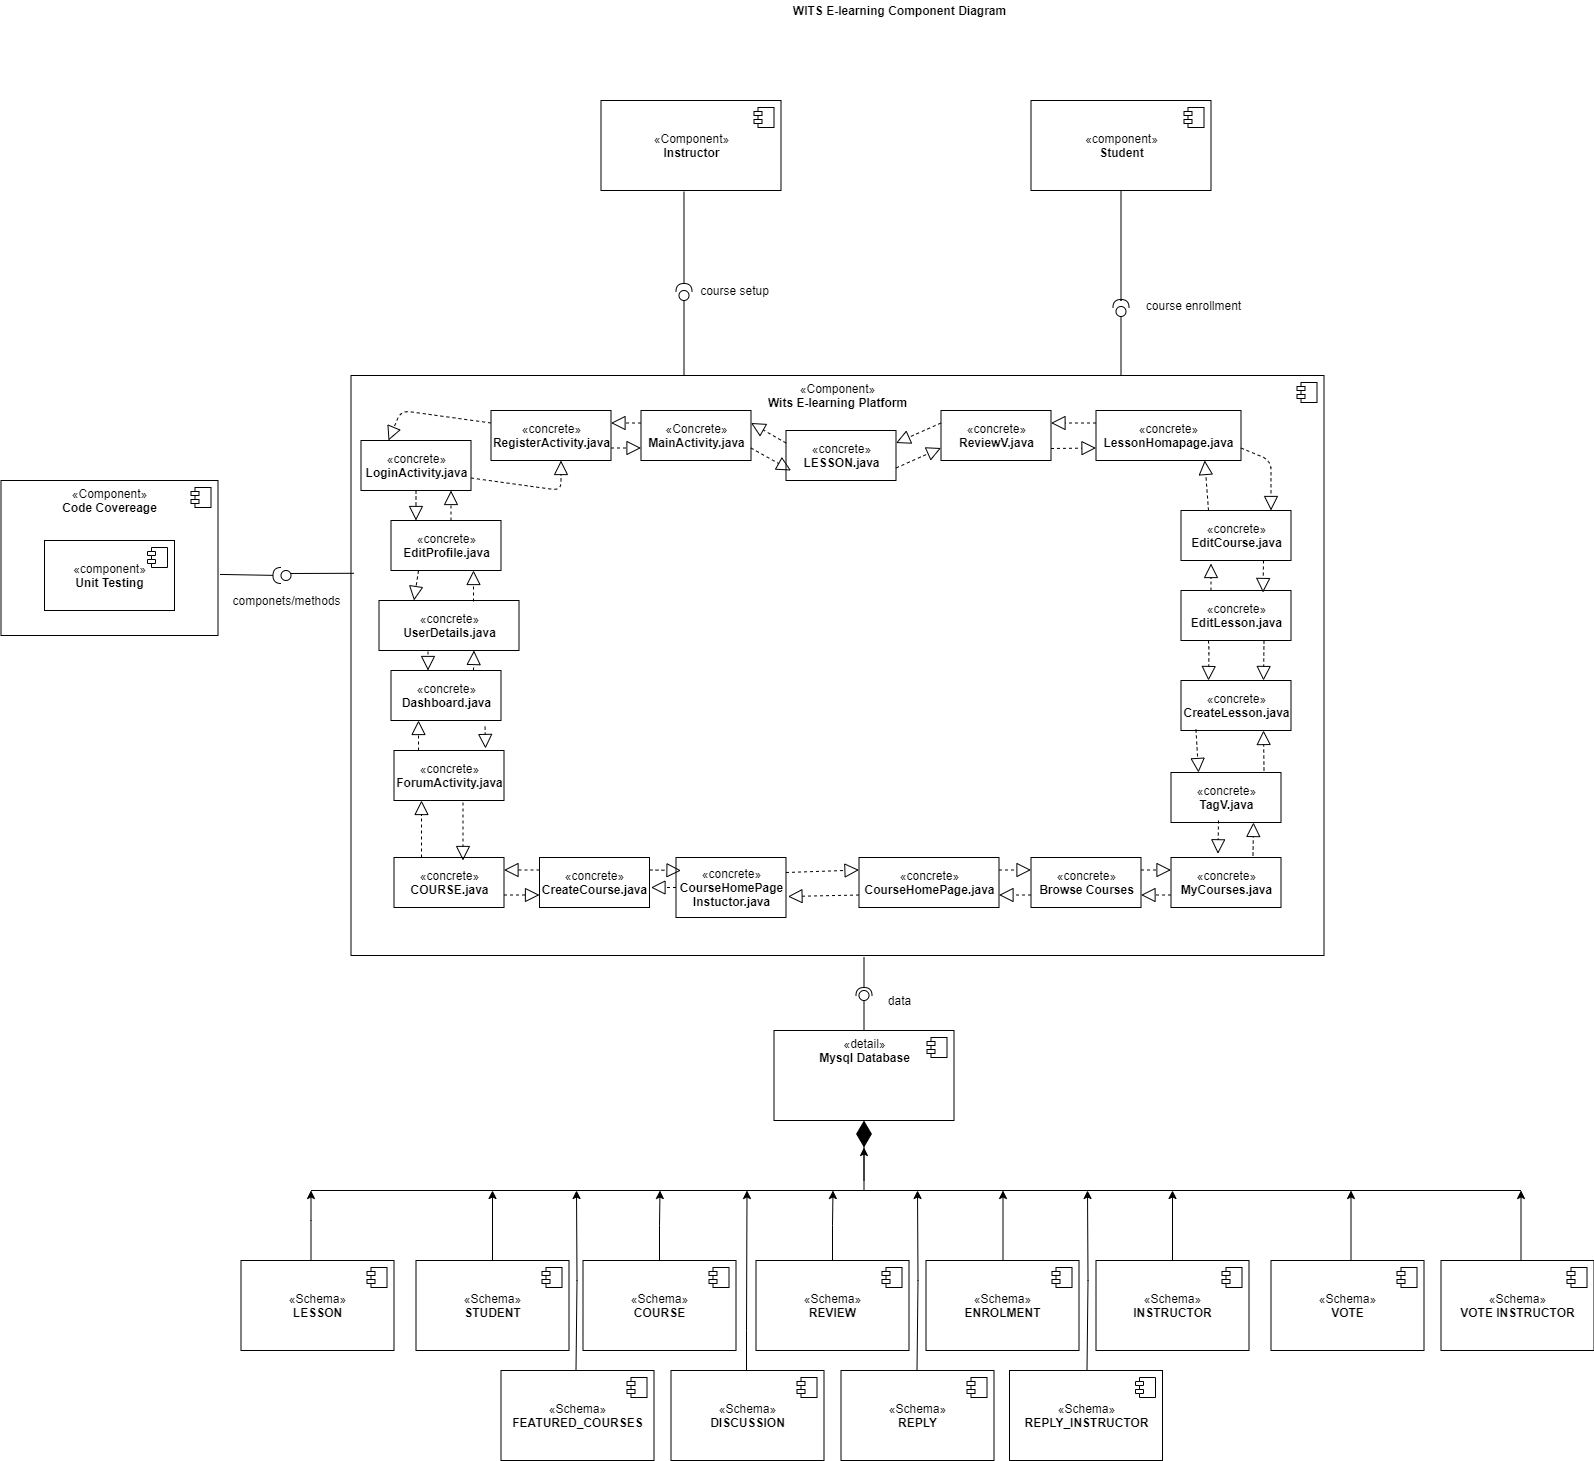 WITS E-learning Component Diagram
«Component»
Instructor
«component»
Student
course setup
course enrollment
«Component»
Wits E-learning Platform
«concrete»
RegisterActivity.java
«Concrete»
MainActivity.java
«concrete»
LESSON.java
«concrete»
ReviewV.java
«concrete»
LessonHomapage.java
«concrete»
LoginActivity.java
«Component»
Code Covereage
«component»
Unit Testing
componets/methods
«concrete»
EditProfile.java
«concrete»
EditCourse.java
«concrete»
UserDetails.java
«concrete»
EditLesson.java
«concrete»
Dashboard.java
«concrete»
CreateLesson.java
«concrete»
ForumActivity.java
«concrete»
TagV.java
«concrete»
COURSE.java
«concrete»
CreateCourse.java
«concrete»
CourseHomePage
Instuctor.java
«concrete»
CourseHomePage.java
«concrete»
Browse Courses
«concrete»
MyCourses.java
data
«detail»
Mysql Database
«Schema»
LESSON
«Schema»
STUDENT
«Schema»
COURSE
«Schema»
REVIEW
«Schema»
ENROLMENT
«Schema»
INSTRUCTOR
«Schema»
VOTE
«Schema»
VOTE INSTRUCTOR
«Schema»
FEATURED_COURSES
«Schema»
DISCUSSION
«Schema»
REPLY
«Schema»
REPLY_INSTRUCTOR